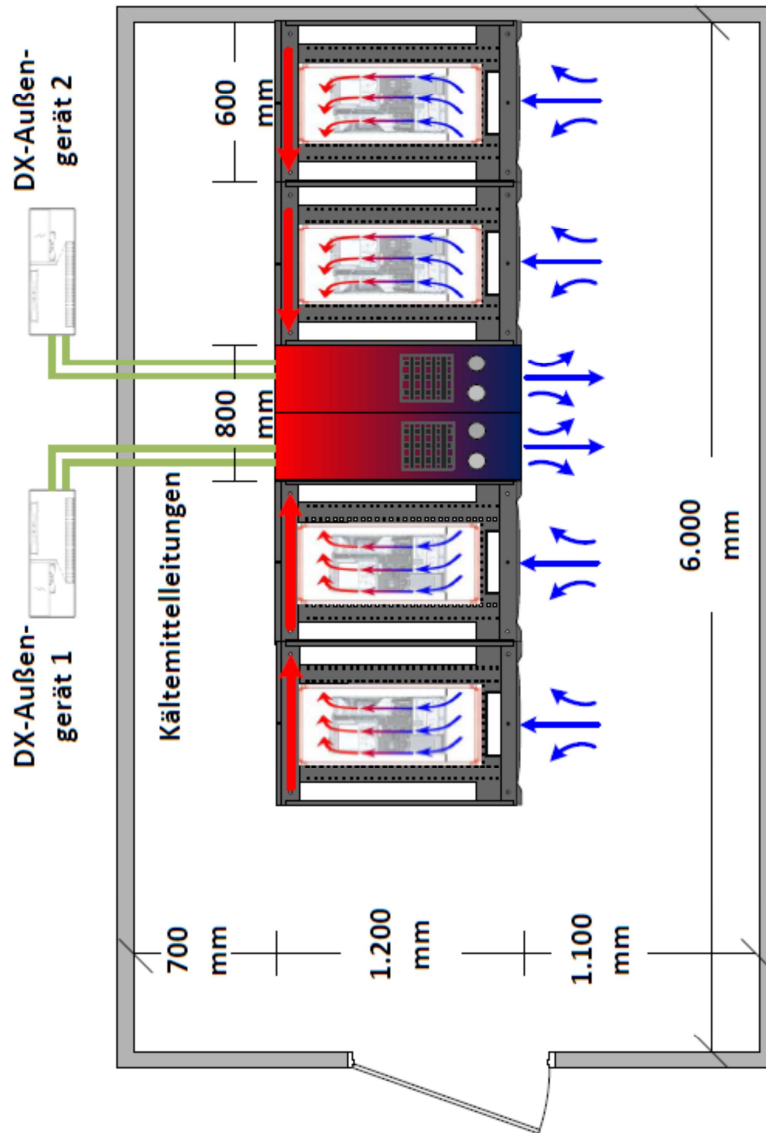 DX-Außen-
gerät 1
DX-Außen-
gerät 2
Kältemittelleitungen
800
mm
600
mm
700
mm
1.200
mm
1.100
mm
6.000
mm